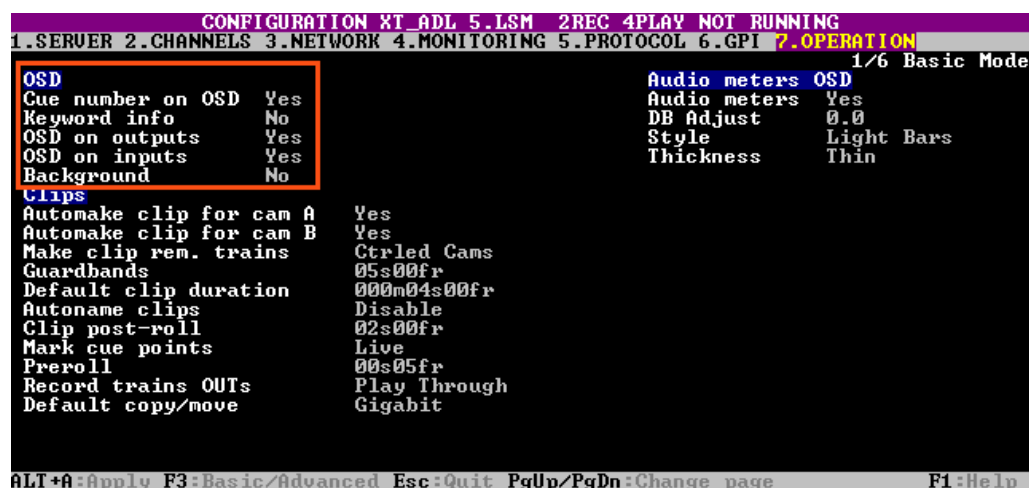 CONFIGURATION XT_ADL 5.LSM 2REC 4PLAY NOT RUNNING
1.SERVER 2.CHANNELS 3.NETWORK 4.MONITORING 5.PROTOCOL 6.GPI 7.OPERATION
1/6 Basic Mode
OSD
Cue number on OSD Yes
Keyword info No
OSD on outputs Yes
OSD on inputs Yes
Background No
Audio meters OSD
Audio meters Yes
DB Adjust 0.0
Style Light Bars
Thickness Thin
Clips
Automake clip for cam A Yes
Automake clip for cam B Yes
Make clip rem. trains Ctrled Cams
Guardbands 05s00fr
Default clip duration 000m04s00fr
Autoname clips Disable
Clip post-roll 02s00fr
Mark cue points Live
Preroll 00s05fr
Record trains OUTs Play Through
Default copy/move Gigabit
ALT+A:Apply F3:Basic/Advanced Esc:Quit PgUp/PgDn:Change page F1:Help